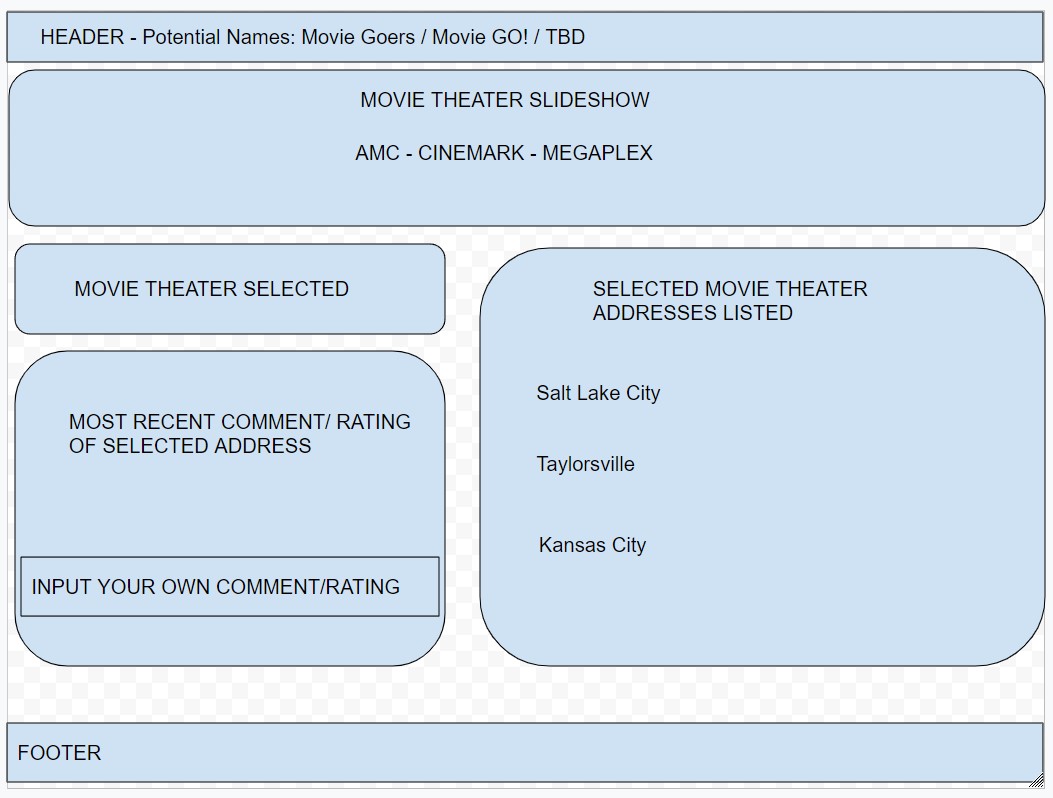 HEADER - Potential Names: Movie Goers / Movie GO! / TBD
MOVIE THEATER SLIDESHOW
AMC - CINEMARK - MEGAPLEX
MOVIE THEATER SELECTED
MOST RECENT COMMENT/ RATING
OF SELECTED ADDRESS
INPUT YOUR OWN COMMENT/RATING
SELECTED MOVIE THEATER
ADDRESSES LISTED
Salt Lake City
Taylorsville
Kansas City
FOOTER